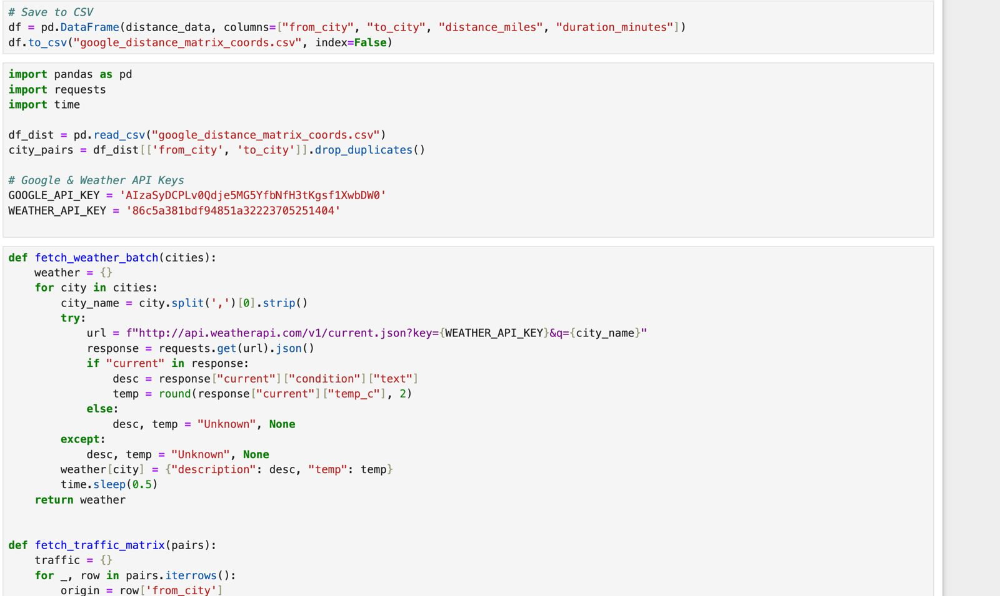 # Save to CSV
df = pd.DataFrame(distance_data, columns=["from_city", "to_city", "distance_miles", "duration_minutes"])
df.to_csv("google_distance_matrix_coords.csv", index=False)
import pandas as pd
import requests
import time
df_dist = pd.read_csv("google_distance_matrix_coords.csv")
city_pairs = df_dist[['from_city', 'to_city']].drop_duplicates()
# Google & Weather API Keys
GOOGLE_API_KEY = 'AIzaSyDCPLv0Qdje5MG5YfbNfH3tKgsf1XwbDW0'
WEATHER_API_KEY = '86c5a381bdf94851a32223705251404'
def fetch_weather_batch(cities):
    weather = {}
    for city in cities:
        city_name = city.split(',')[0].strip()
        try:
            url = f"http://api.weatherapi.com/v1/current.json?key={WEATHER_API_KEY}&q={city_name}"
            response = requests.get(url).json()
            if "current" in response:
                desc = response["current"]["condition"]["text"]
                temp = round(response["current"]["temp_c"], 2)
            else:
                desc, temp = "Unknown", None
        except:
            desc, temp = "Unknown", None
        weather[city] = {"description": desc, "temp": temp}
        time.sleep(0.5)
    return weather
def fetch_traffic_matrix(pairs):
    traffic = {}
    for _, row in pairs.iterrows():
        origin = row['from_city']